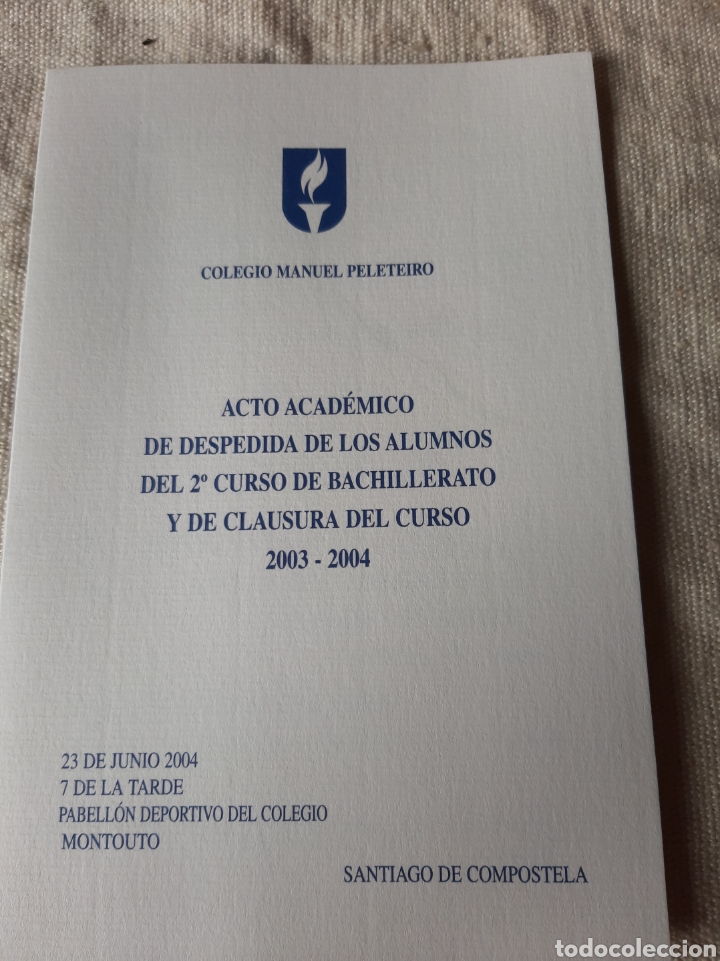 COLEGIO MANUEL PELETEIRO
ACTO ACADÉMICO
DE DESPEDIDA DE LOS ALUMNOS
DEL 2º CURSO DE BACHILLERATO
Y DE CLAUSURA DEL CURSO
2003 - 2004
23 DE JUNIO 2004
7 DE LA TARDE
PABELLÓN DEPORTIVO DEL COLEGIO
MONTOUTO
SANTIAGO DE COMPOSTELA
todocoleccion